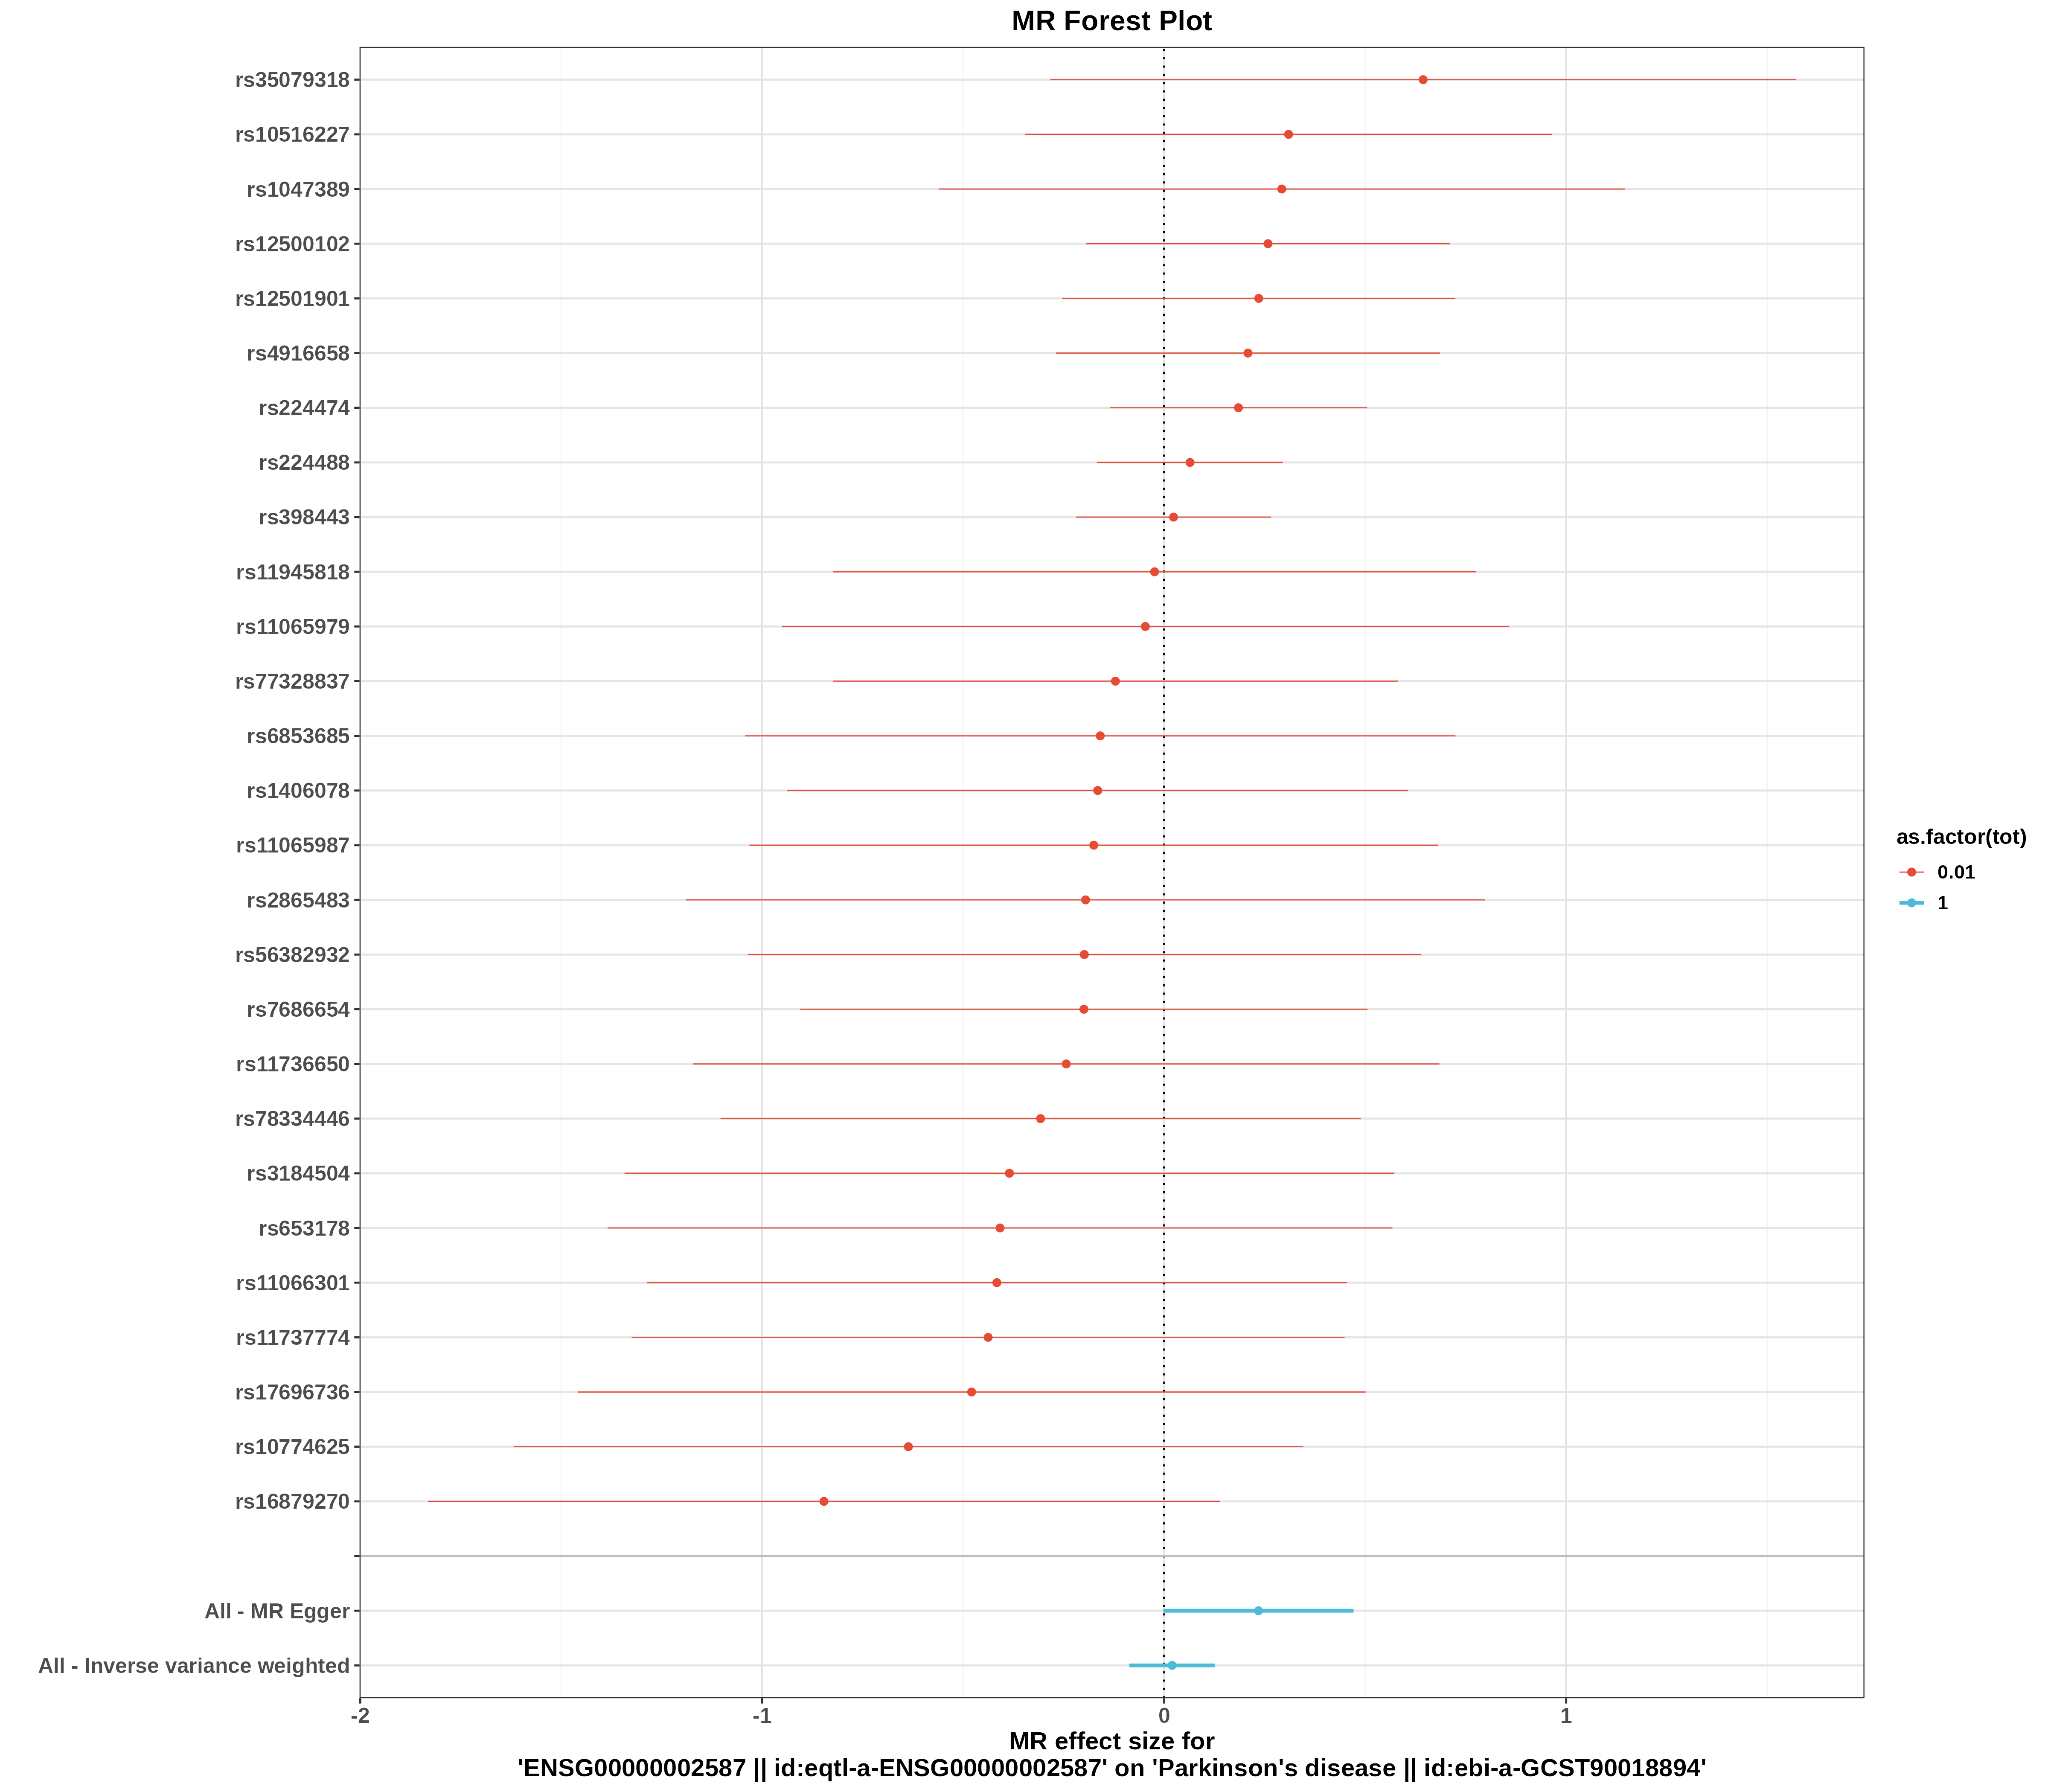 MR Forest Plot
rs35079318
rs10516227
rs1047389
rs12500102
rs12501901
rs4916658
rs224474
rs224488
rs398443
rs11945818
rs11065979
rs77328837
rs6853685
rs1406078
rs11065987
rs2865483
rs56382932
rs7686654
rs11736650
rs78334446
rs3184504
rs653178
rs11066301
rs11737774
rs17696736
rs10774625
rs16879270
All - MR Egger
All - Inverse variance weighted
-2 -1 0 1
MR effect size for
'ENSG00000002587 || id:eqtl-a-ENSG00000002587' on 'Parkinson's disease || id:ebi-a-GCST90018894'
as.factor(tot)
0.01
1